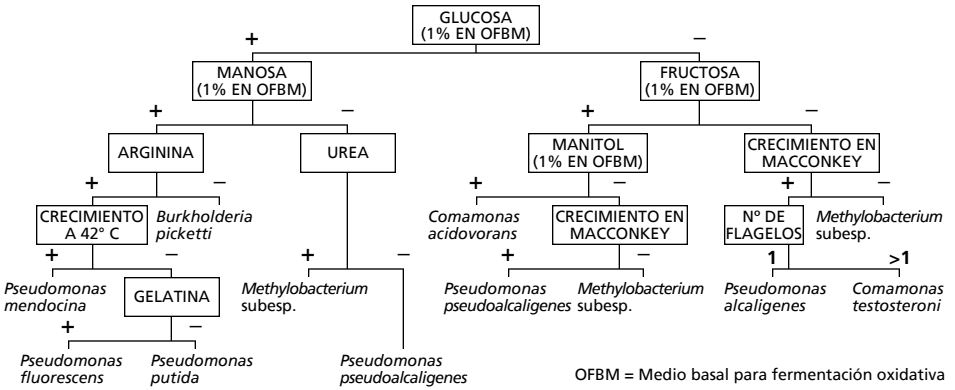 GLUCOSA
(1% EN OFBM)
+ −
MANOSA
(1% EN OFBM)
FRUCTOSA
(1% EN OFBM)
+ − + −
ARGININA
UREA
MANITOL
(1% EN OFBM)
CRECIMIENTO EN
MACCONKEY
+ − + − + −
CRECIMIENTO
A 42° C
Burkholderia
picketti
Comamonas
acidovorans
CRECIMIENTO EN
MACCONKEY
Nº DE
FLAGELOS
Methylobacterium
subesp.
+ − + − + − 1 >1
Pseudomonas
mendocina
GELATINA
Methylobacterium
subesp.
Pseudomonas
pseudoalcaligenes
Methylobacterium
subesp.
Pseudomonas
alcaligenes
Comamonas
testosteroni
+ −
Pseudomonas
fluorescens
Pseudomonas
putida
Pseudomonas
pseudoalcaligenes
OFBM = Medio basal para fermentación oxidativa